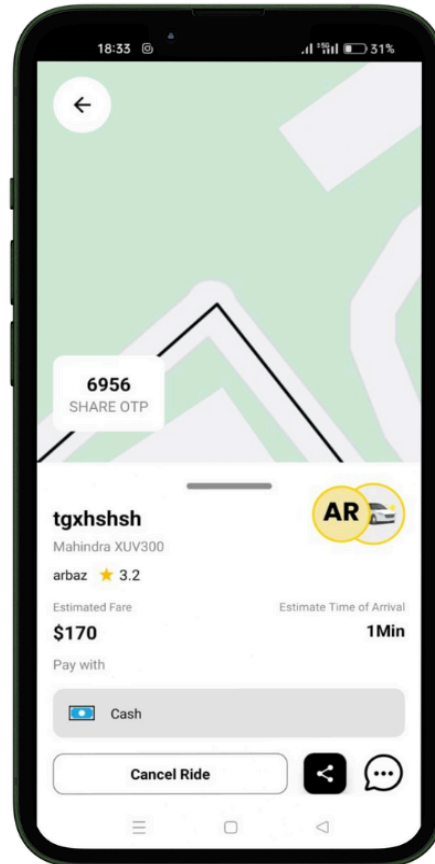 18:33 31%
6956
SHARE OTP
tgxhshsh
AR
Mahindra XUV300
arbaz 3.2
Estimated Fare Estimate Time of Arrival
$170 1Min
Pay with
Cash
Cancel Ride